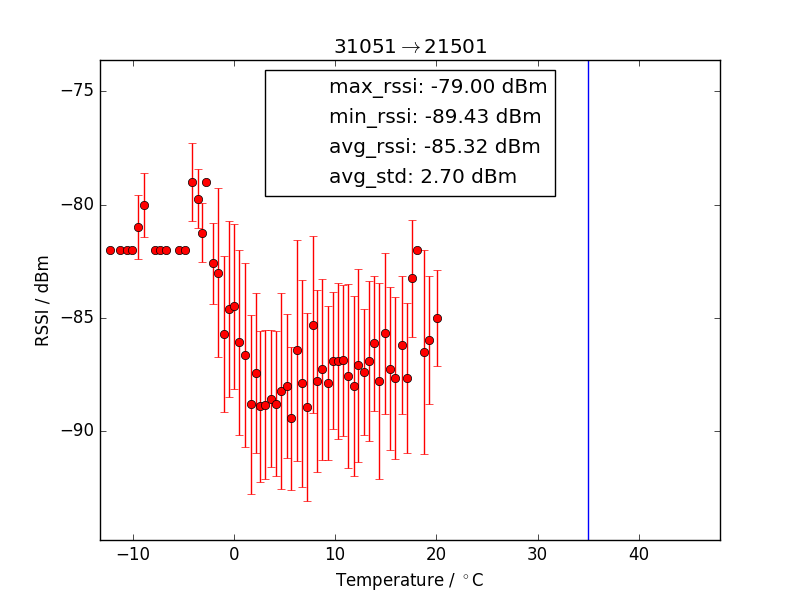 31051→21501
max_rssi: -79.00 dBm
min_rssi: -89.43 dBm
avg_rssi: -85.32 dBm
avg_std: 2.70 dBm
−75
−80
−85
−90
RSSI / dBm
−10 0 10 20 30 40
Temperature / °C